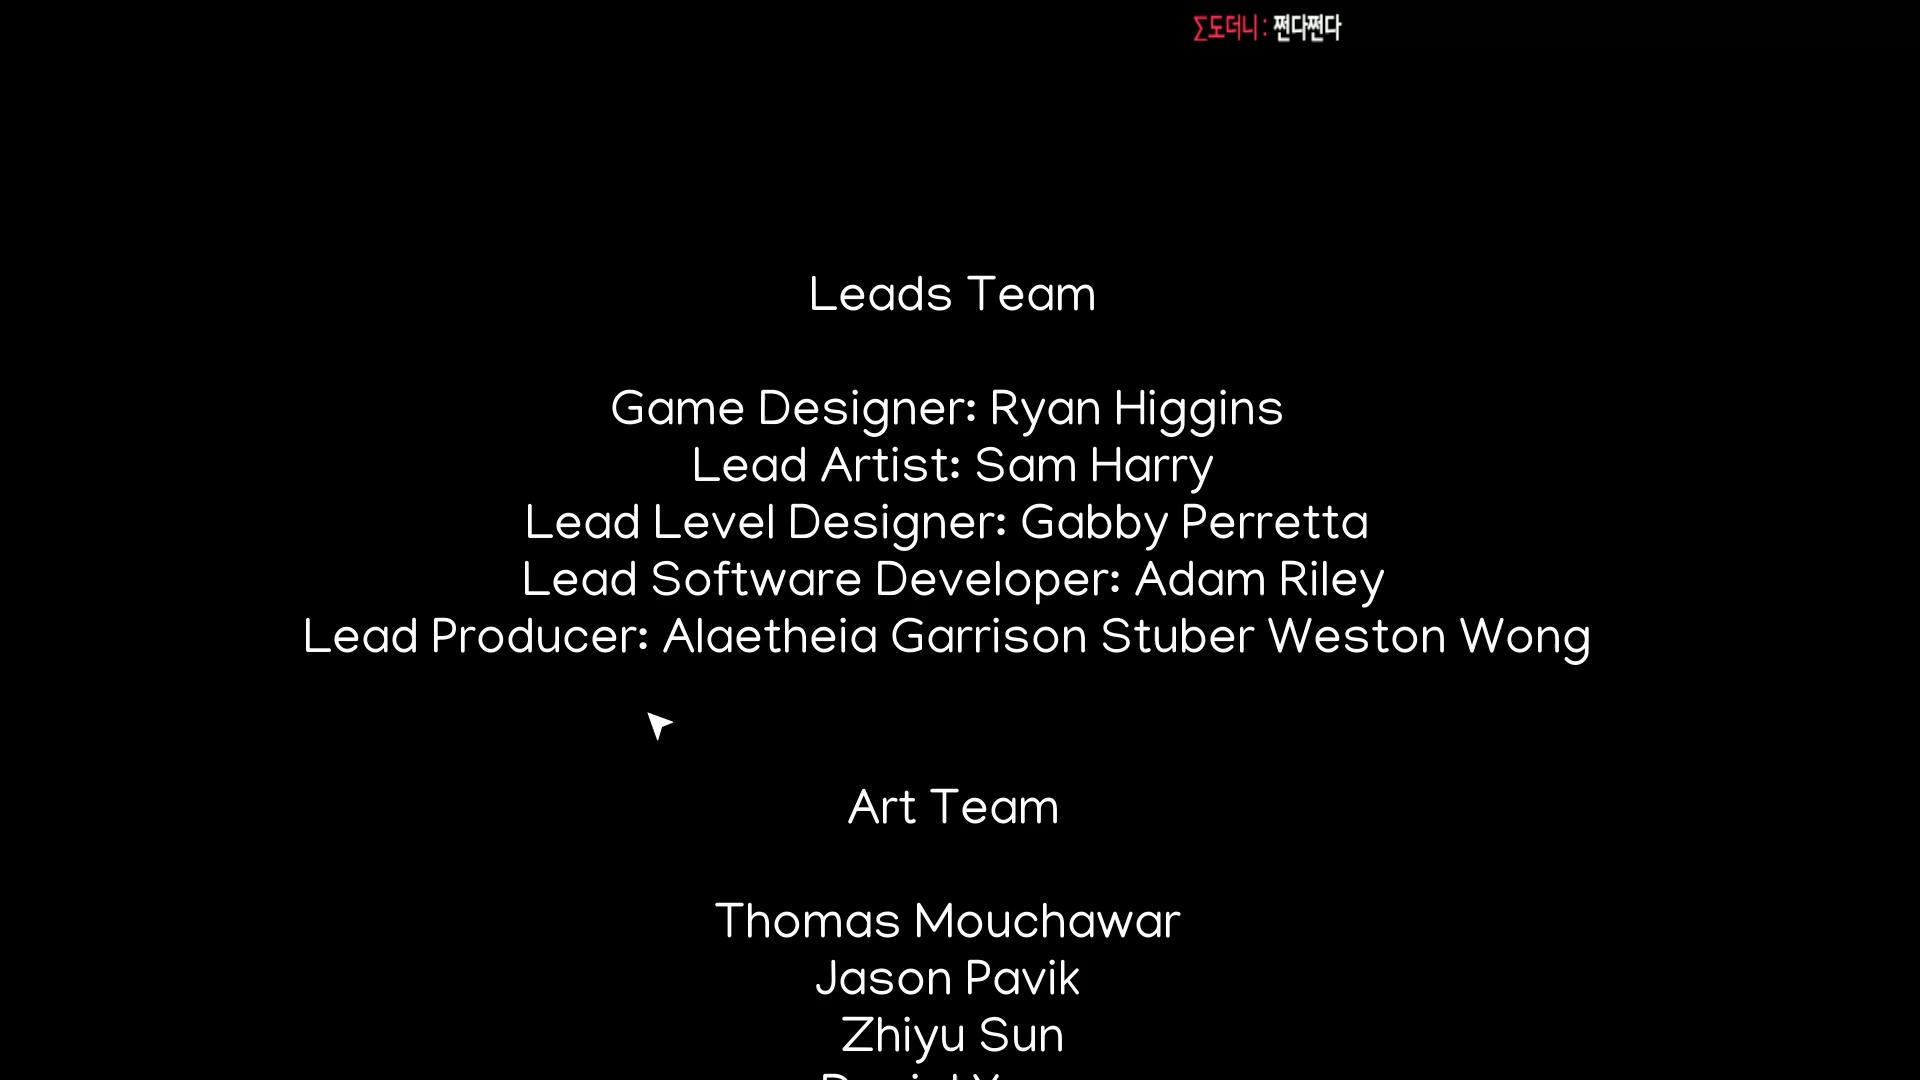 ∑도더니 : 쩐다쩐다
Leads Team
Game Designer: Ryan Higgins
Lead Artist: Sam Harry
Lead Level Designer: Gabby Perretta
Lead Software Developer: Adam Riley
Lead Producer: Alaetheia Garrison Stuber Weston Wong
Art Team
Thomas Mouchawar
Jason Pavik
Zhiyu Sun